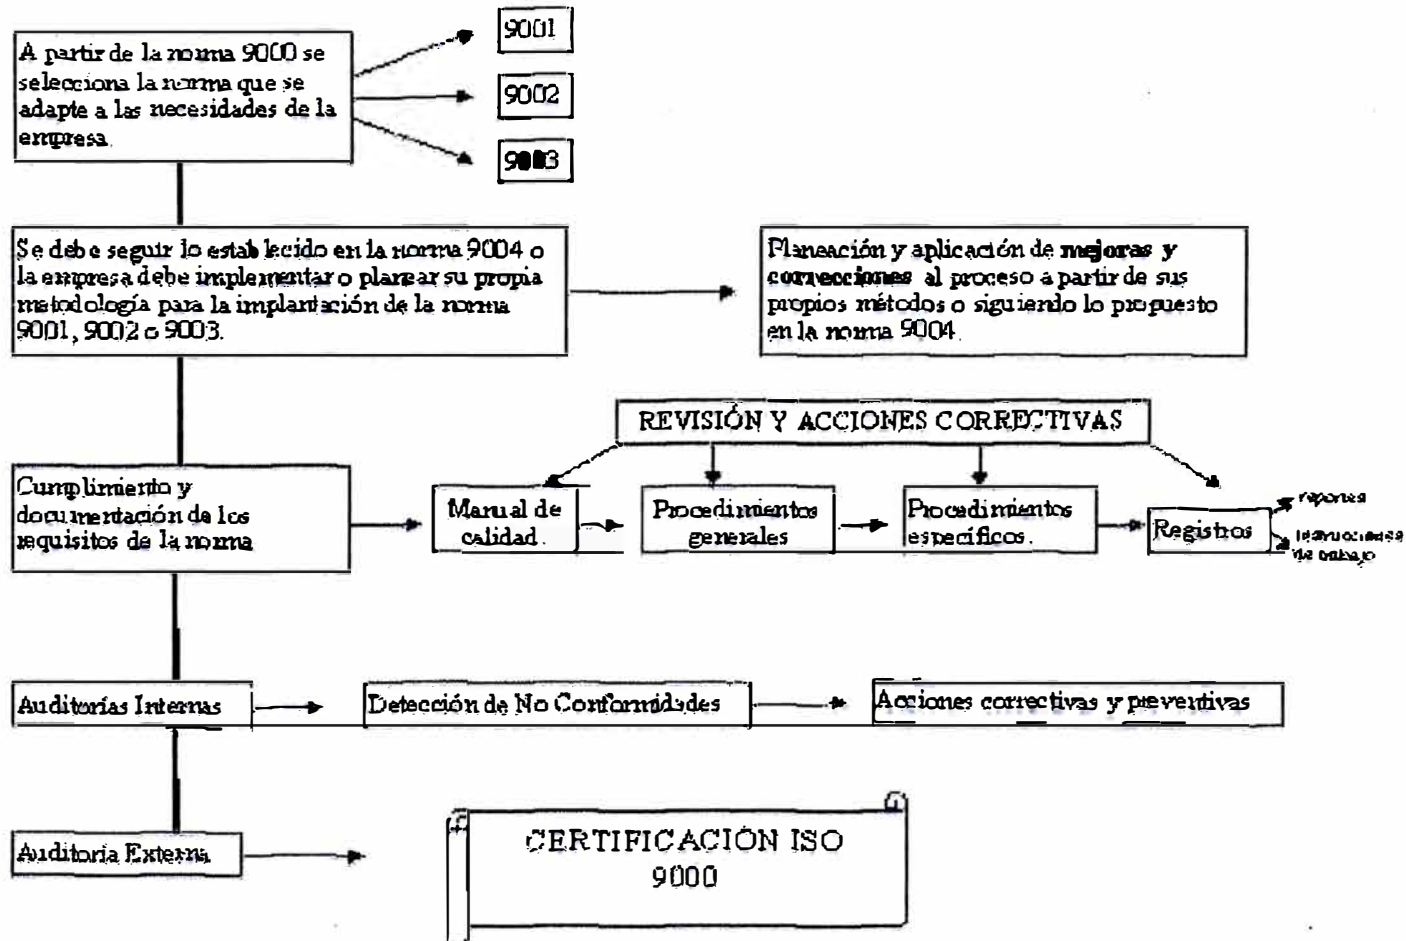 A partir de la norma 9000 se
selecciona la norma que se
adapte a las necesidades de la
empresa.
9001
9002
9003
Se debe seguir lo establecido en la norma 9004 o
la empresa debe implementar o planear su propia
metodología para la implantación de la norma
9001, 9002 o 9003.
Planeación y aplicación de mejoras y
correcciones al proceso a partir de sus
propios métodos o siguiendo lo propuesto
en la norma 9004.
REVISIÓN Y ACCIONES CORRECTIVAS
Cumplimiento y
documentación de los
requisitos de la norma
Manual de
calidad.
Procedimientos
generales
Procedimientos
específicos.
Registros
reportes
instrucciones
de trabajo
Auditorías Internas
Detección de No Conformidades
Acciones correctivas y preventivas
Auditoría Externa
CERTIFICACIÓN ISO
9000